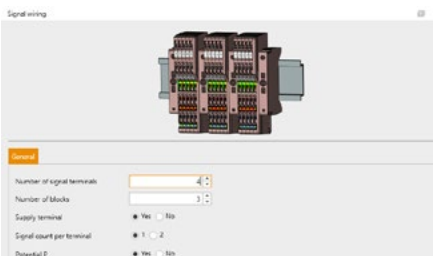 Signal wiring
General
Number of signal terminals 4
Number of blocks 3
Supply terminal Yes No
Signal count per terminal 1 2
Potential P Yes No